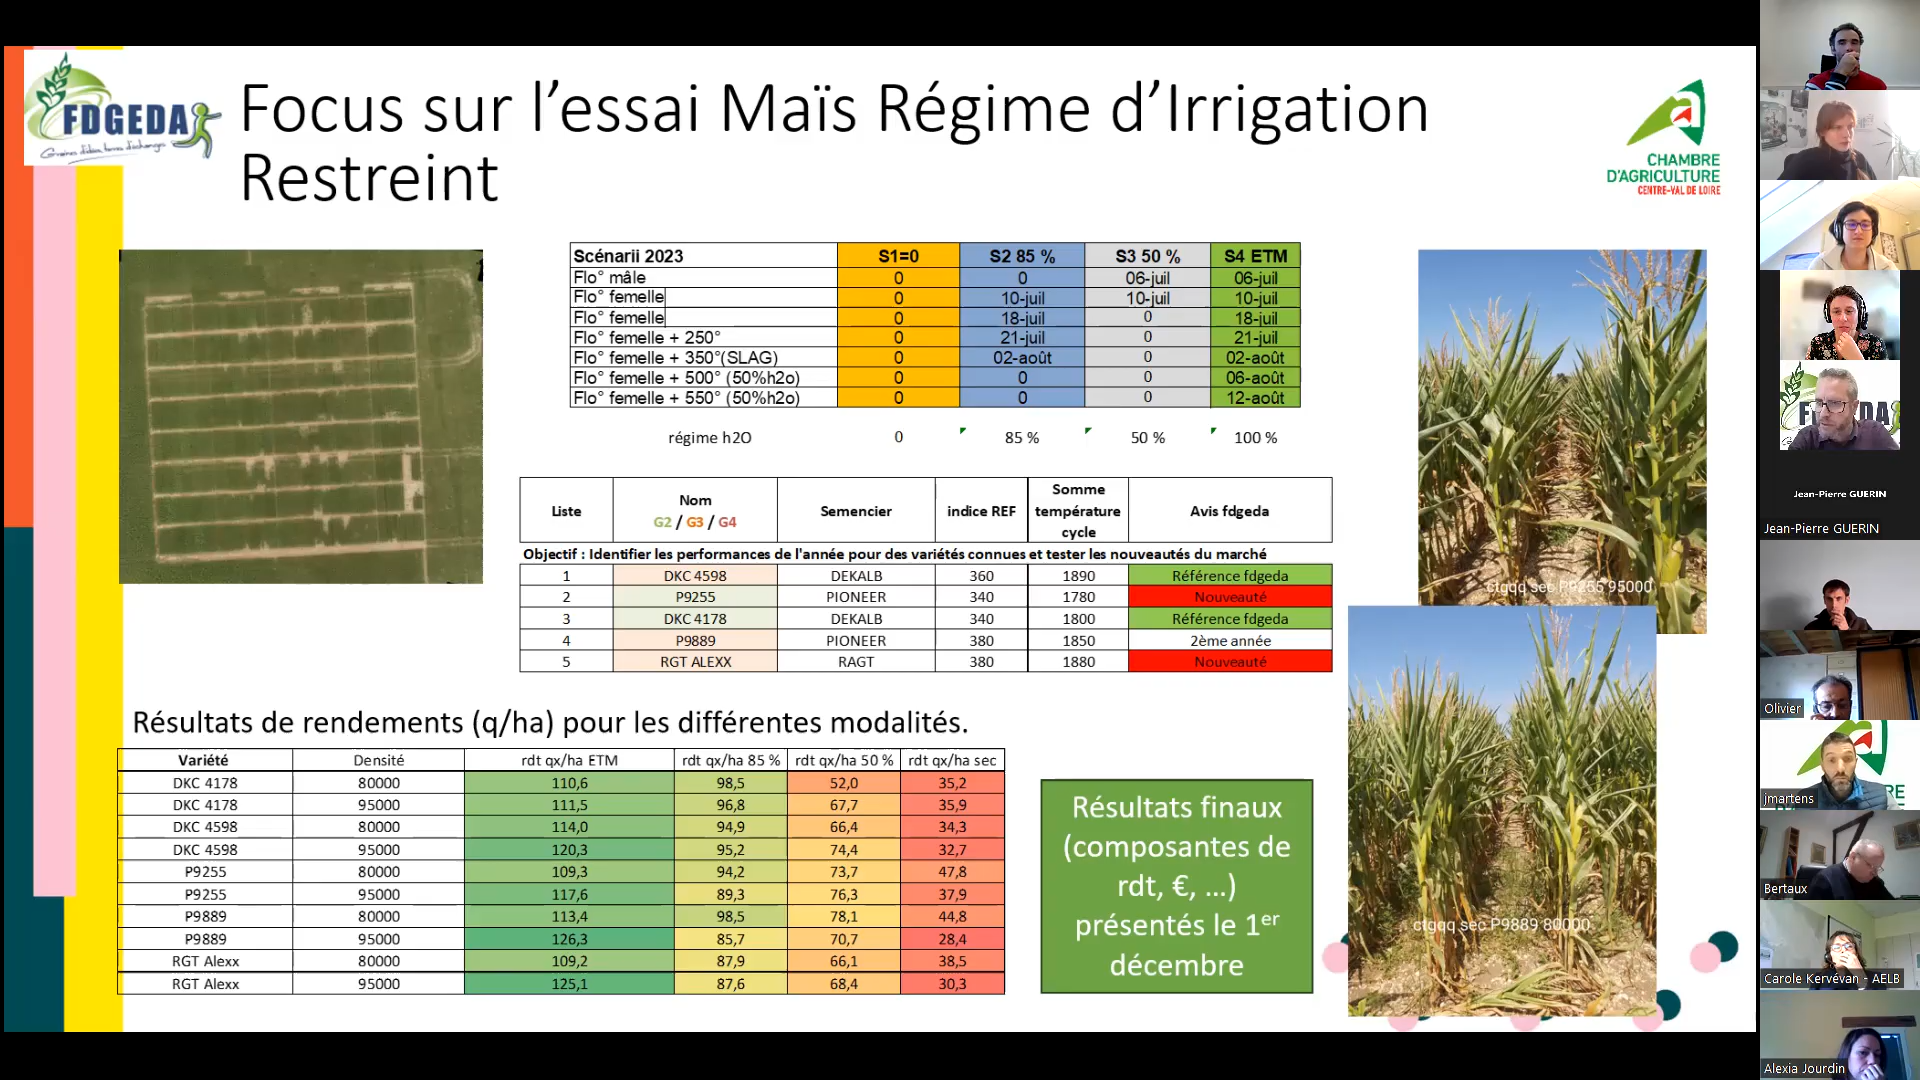 FDGEDA
Graines d'idées, terres d'échanges
Focus sur l'essai Maïs Régime d'Irrigation
Restreint
CHAMBRE
D'AGRICULTURE
CENTRE-VAL DE LOIRE
Scénarii 2023 S1=0 S2 85 % S3 50 % S4 ETM
Flo° mâle 0 0 06-juil 06-juil
Flo° femelle 0 10-juil 10-juil 10-juil
Flo° femelle 0 18-juil 0 18-juil
Flo° femelle + 250° 0 21-juil 0 21-juil
Flo° femelle + 350°(SLAG) 0 02-août 0 02-août
Flo° femelle + 500° (50%h2o) 0 0 0 06-août
Flo° femelle + 550° (50%h2o) 0 0 0 12-août
régime h2O 0 85 % 50 % 100 %
Liste Nom G2 / G3 / G4 Semencier indice REF Somme température cycle Avis fdgeda
Objectif : Identifier les performances de l'année pour des variétés connues et tester les nouveautés du marché
1 DKC 4598 DEKALB 360 1890 Référence fdgeda
2 P9255 PIONEER 340 1780 Nouveauté
3 DKC 4178 DEKALB 340 1800 Référence fdgeda
4 P9889 PIONEER 380 1850 2ème année
5 RGT ALEXX RAGT 380 1880 Nouveauté
ctgqq sec P9255 95000
Résultats de rendements (q/ha) pour les différentes modalités.
Variété Densité rdt qx/ha ETM rdt qx/ha 85 % rdt qx/ha 50 % rdt qx/ha sec
DKC 4178 80000 110,6 98,5 52,0 35,2
DKC 4178 95000 111,5 96,8 67,7 35,9
DKC 4598 80000 114,0 94,9 66,4 34,3
DKC 4598 95000 120,3 95,2 74,4 32,7
P9255 80000 109,3 94,2 73,7 47,8
P9255 95000 117,6 89,3 76,3 37,9
P9889 80000 113,4 98,5 78,1 44,8
P9889 95000 126,3 85,7 70,7 28,4
RGT Alexx 80000 109,2 87,9 66,1 38,5
RGT Alexx 95000 125,1 87,6 68,4 30,3
Résultats finaux
(composantes de
rdt, €, ...)
présentés le 1er
décembre
ctgqq sec P9889 80000
Jean-Pierre GUERIN
Jean-Pierre GUERIN
Olivier
jmartens
Bertaux
Carole Kervévan - AELB
Alexia Jourdin